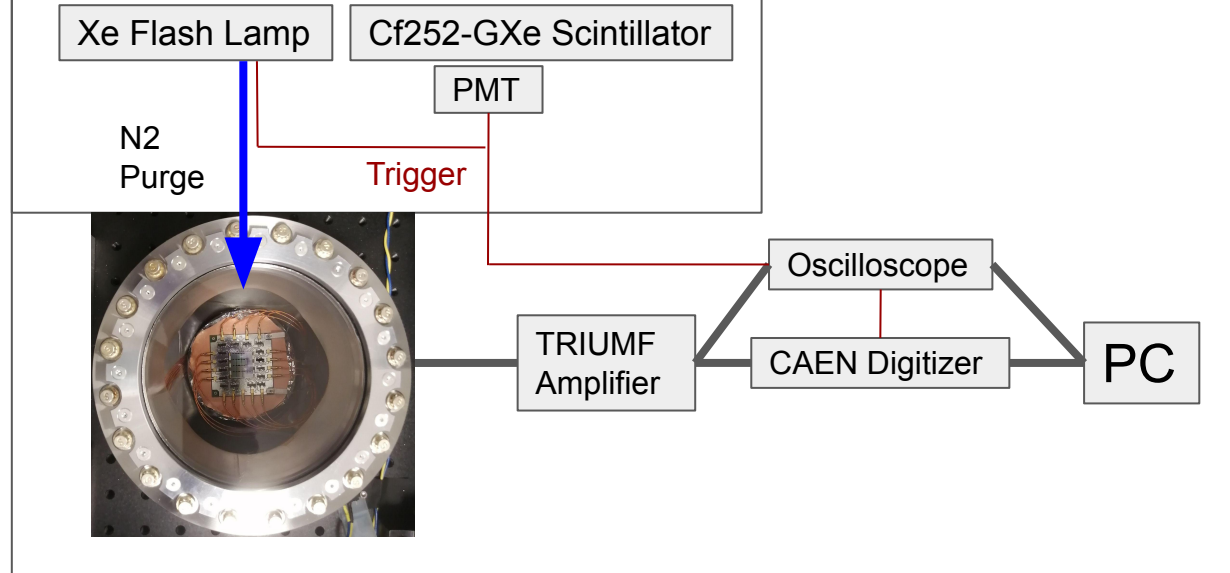 Xe Flash Lamp
Cf252-GXe Scintillator
PMT
N2
Purge
Trigger
Oscilloscope
TRIUMF
Amplifier
CAEN Digitizer
PC